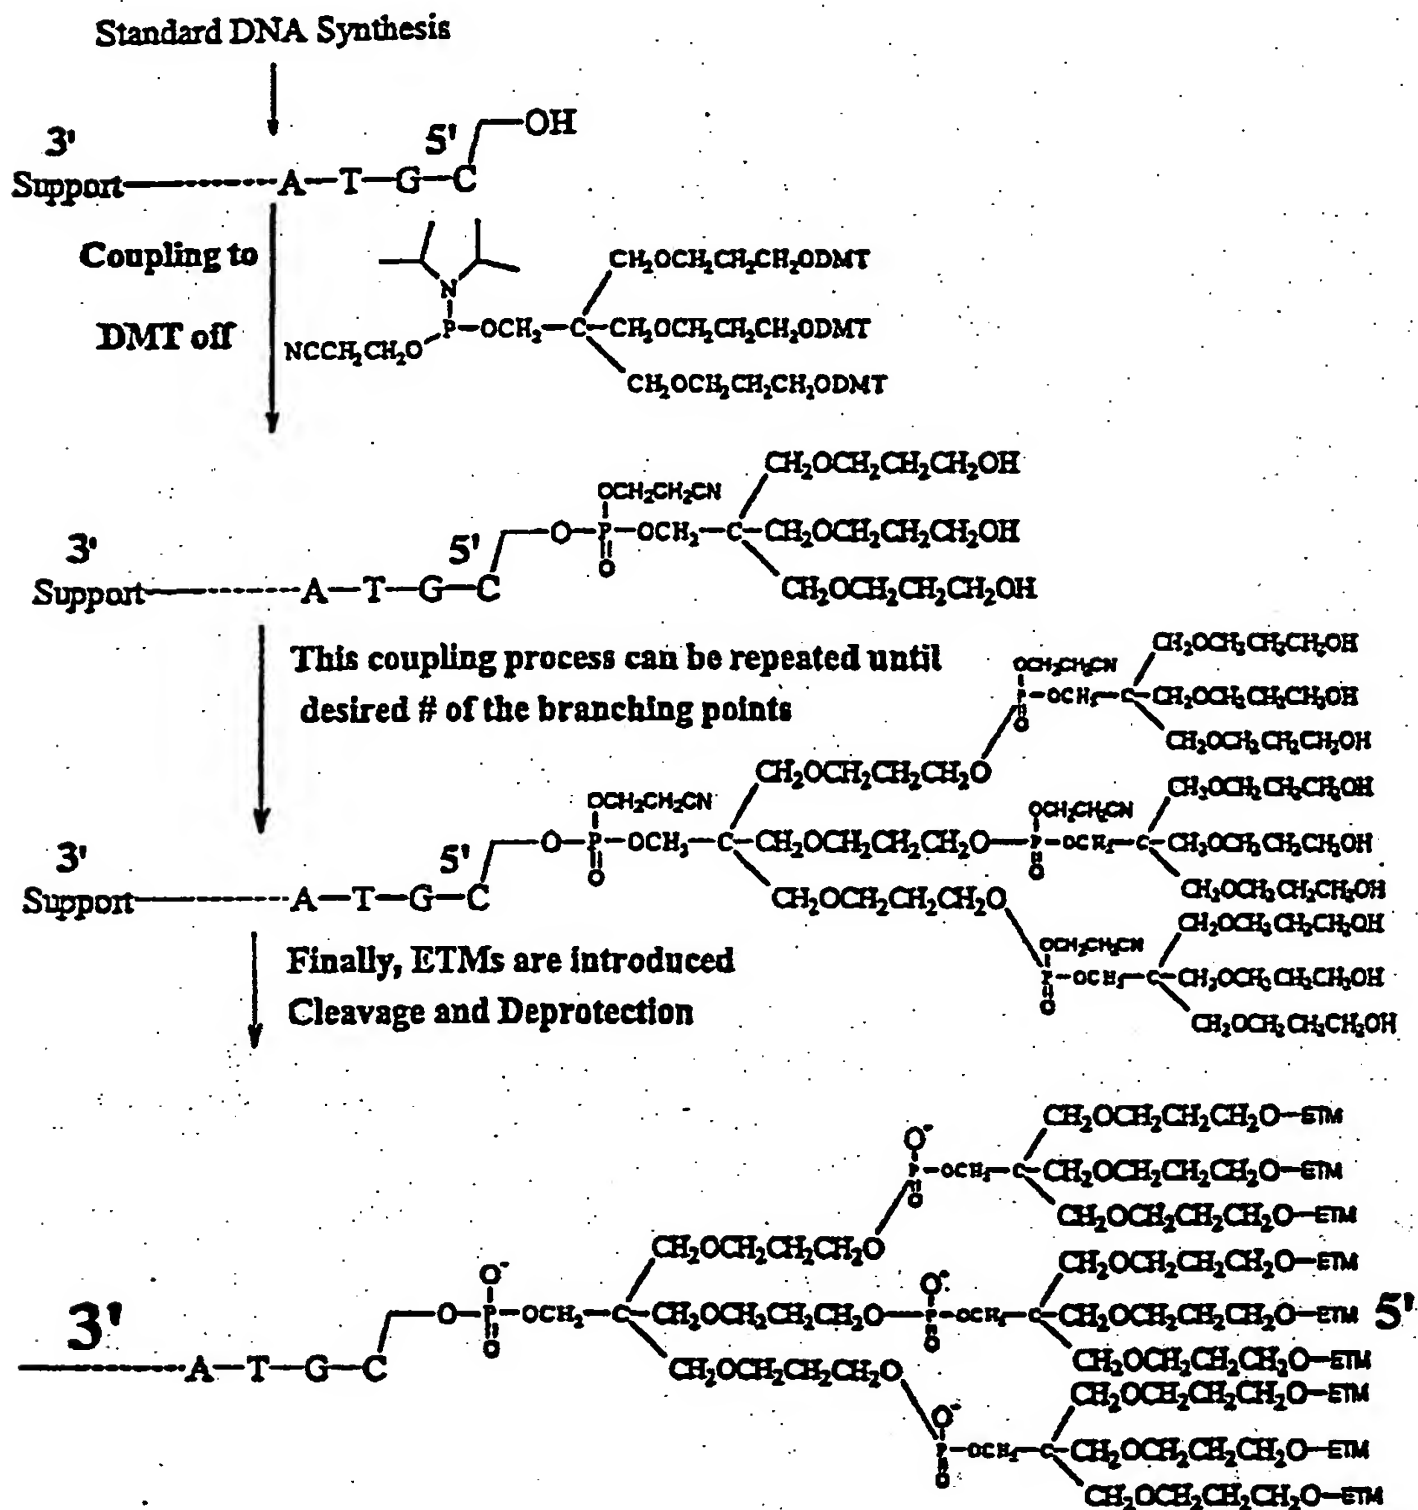 Standard DNA Synthesis
3' 5' OH
Support A-T-G-C
Coupling to
DMT off
N
CH₂OCH₂CH₂CH₂ODMT
NCCH₂CH₂O P-OCH₂-C-CH₂OCH₂CH₂CH₂ODMT
CH₂OCH₂CH₂CH₂ODMT
CH₂OCH₂CH₂CH₂OH
OCH₂CH₂CN
3' 5' O-P-OCH₂-C-CH₂OCH₂CH₂CH₂OH
O
Support A-T-G-C CH₂OCH₂CH₂CH₂OH
This coupling process can be repeated until
desired # of the branching points
CH₂OCH₂CH₂CH₂OH
OCH₂CH₂CN
P-OCH₂-C-CH₂OCH₂CH₂CH₂OH
O
CH₂OCH₂CH₂CH₂OH
CH₂OCH₂CH₂CH₂O
CH₂OCH₂CH₂CH₂OH
OCH₂CH₂CN OCH₂CH₂CN
3' 5' O-P-OCH₂-C-CH₂OCH₂CH₂CH₂O-P-OCH₂-C-CH₂OCH₂CH₂CH₂OH
O O
CH₂OCH₂CH₂CH₂OH
Support A-T-G-C CH₂OCH₂CH₂CH₂O
CH₂OCH₂CH₂CH₂OH
OCH₂CH₂CN
P-OCH₂-C-CH₂OCH₂CH₂CH₂OH
O
CH₂OCH₂CH₂CH₂OH
Finally, ETMs are introduced
Cleavage and Deprotection
CH₂OCH₂CH₂CH₂O-ETM
O⁻
P-OCH₂-C-CH₂OCH₂CH₂CH₂O-ETM
O
CH₂OCH₂CH₂CH₂O-ETM
CH₂OCH₂CH₂CH₂O
CH₂OCH₂CH₂CH₂O-ETM
O⁻ O⁻
3' O-P-OCH₂-C-CH₂OCH₂CH₂CH₂O-P-OCH₂-C-CH₂OCH₂CH₂CH₂O-ETM 5'
O O
CH₂OCH₂CH₂CH₂O-ETM
A-T-G-C CH₂OCH₂CH₂CH₂O
CH₂OCH₂CH₂CH₂O-ETM
O⁻
P-OCH₂-C-CH₂OCH₂CH₂CH₂O-ETM
O
CH₂OCH₂CH₂CH₂O-ETM